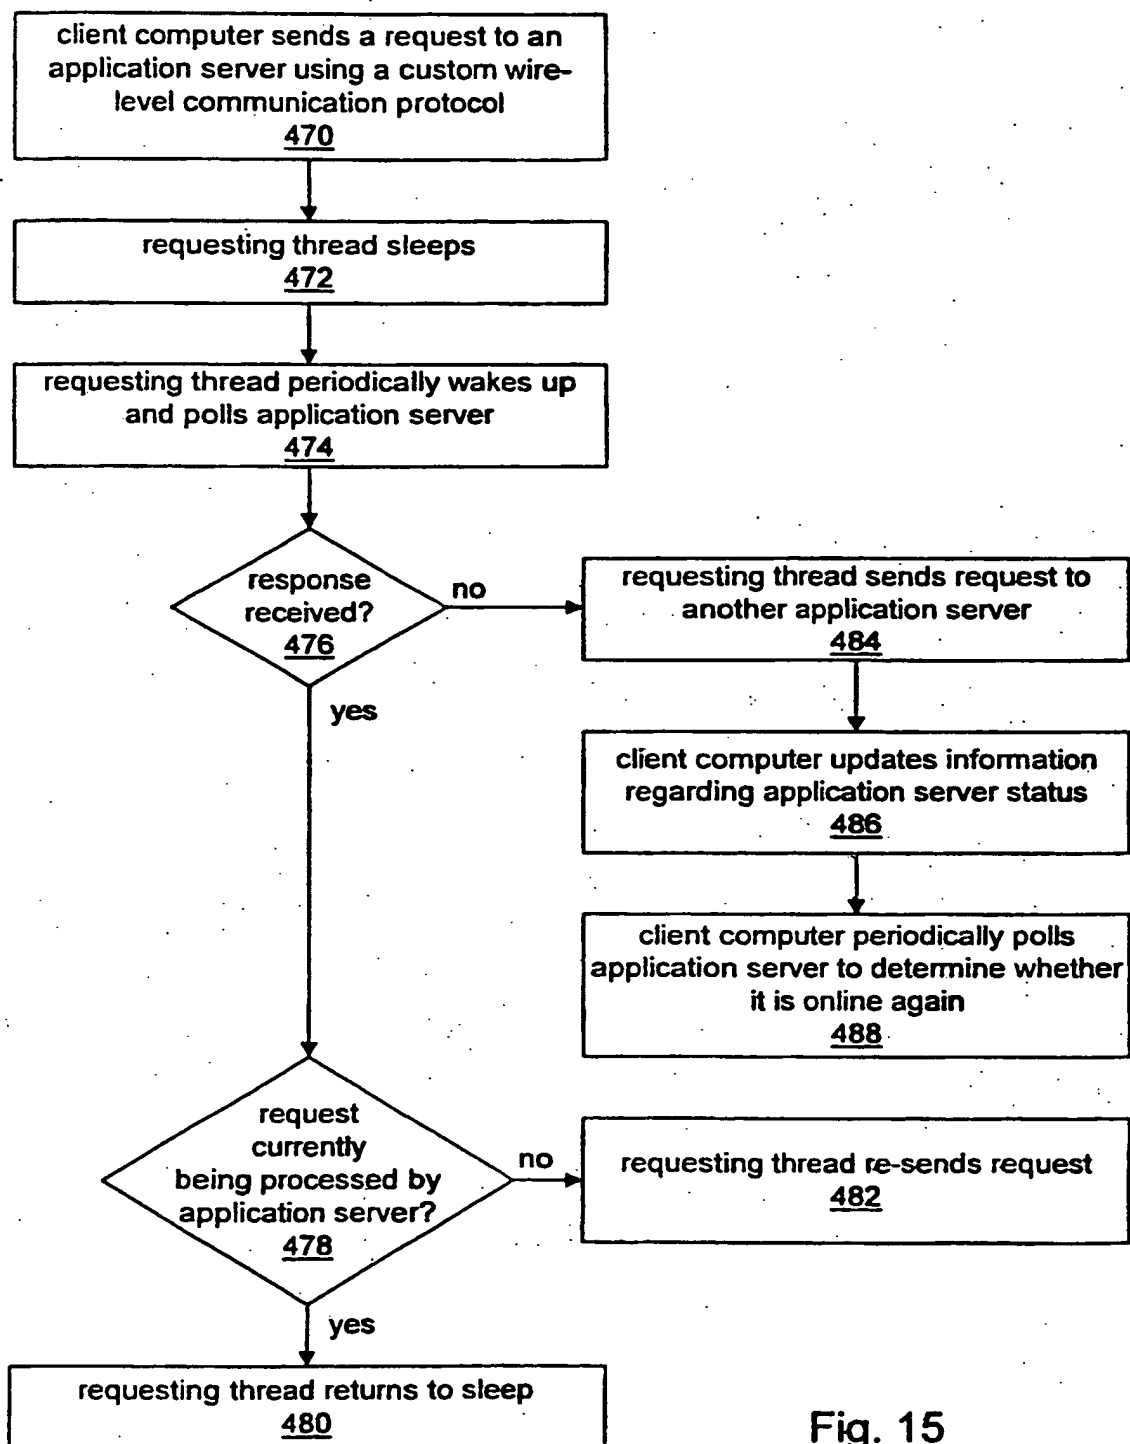 client computer sends a request to an
application server using a custom wire-
level communication protocol
470
requesting thread sleeps
472
requesting thread periodically wakes up
and polls application server
474
response
received?
476
no
requesting thread sends request to
another application server
484
yes
client computer updates information
regarding application server status
486
client computer periodically polls
application server to determine whether
it is online again
488
request
currently
being processed by
application server?
478
no
requesting thread re-sends request
482
yes
requesting thread returns to sleep
480
Fig. 15